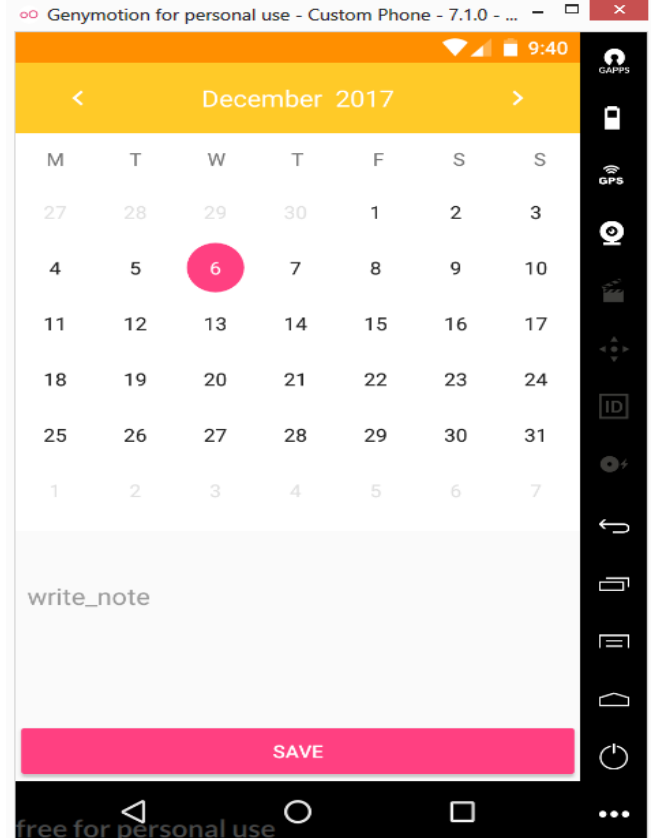 Genymotion for personal use - Custom Phone - 7.1.0 - ...
9:40
GAPPS
December 2017
M T W T F S S
27 28 29 30 1 2 3
GPS
4 5 6 7 8 9 10
11 12 13 14 15 16 17
18 19 20 21 22 23 24
ID
25 26 27 28 29 30 31
1 2 3 4 5 6 7
write_note
SAVE
free for personal use